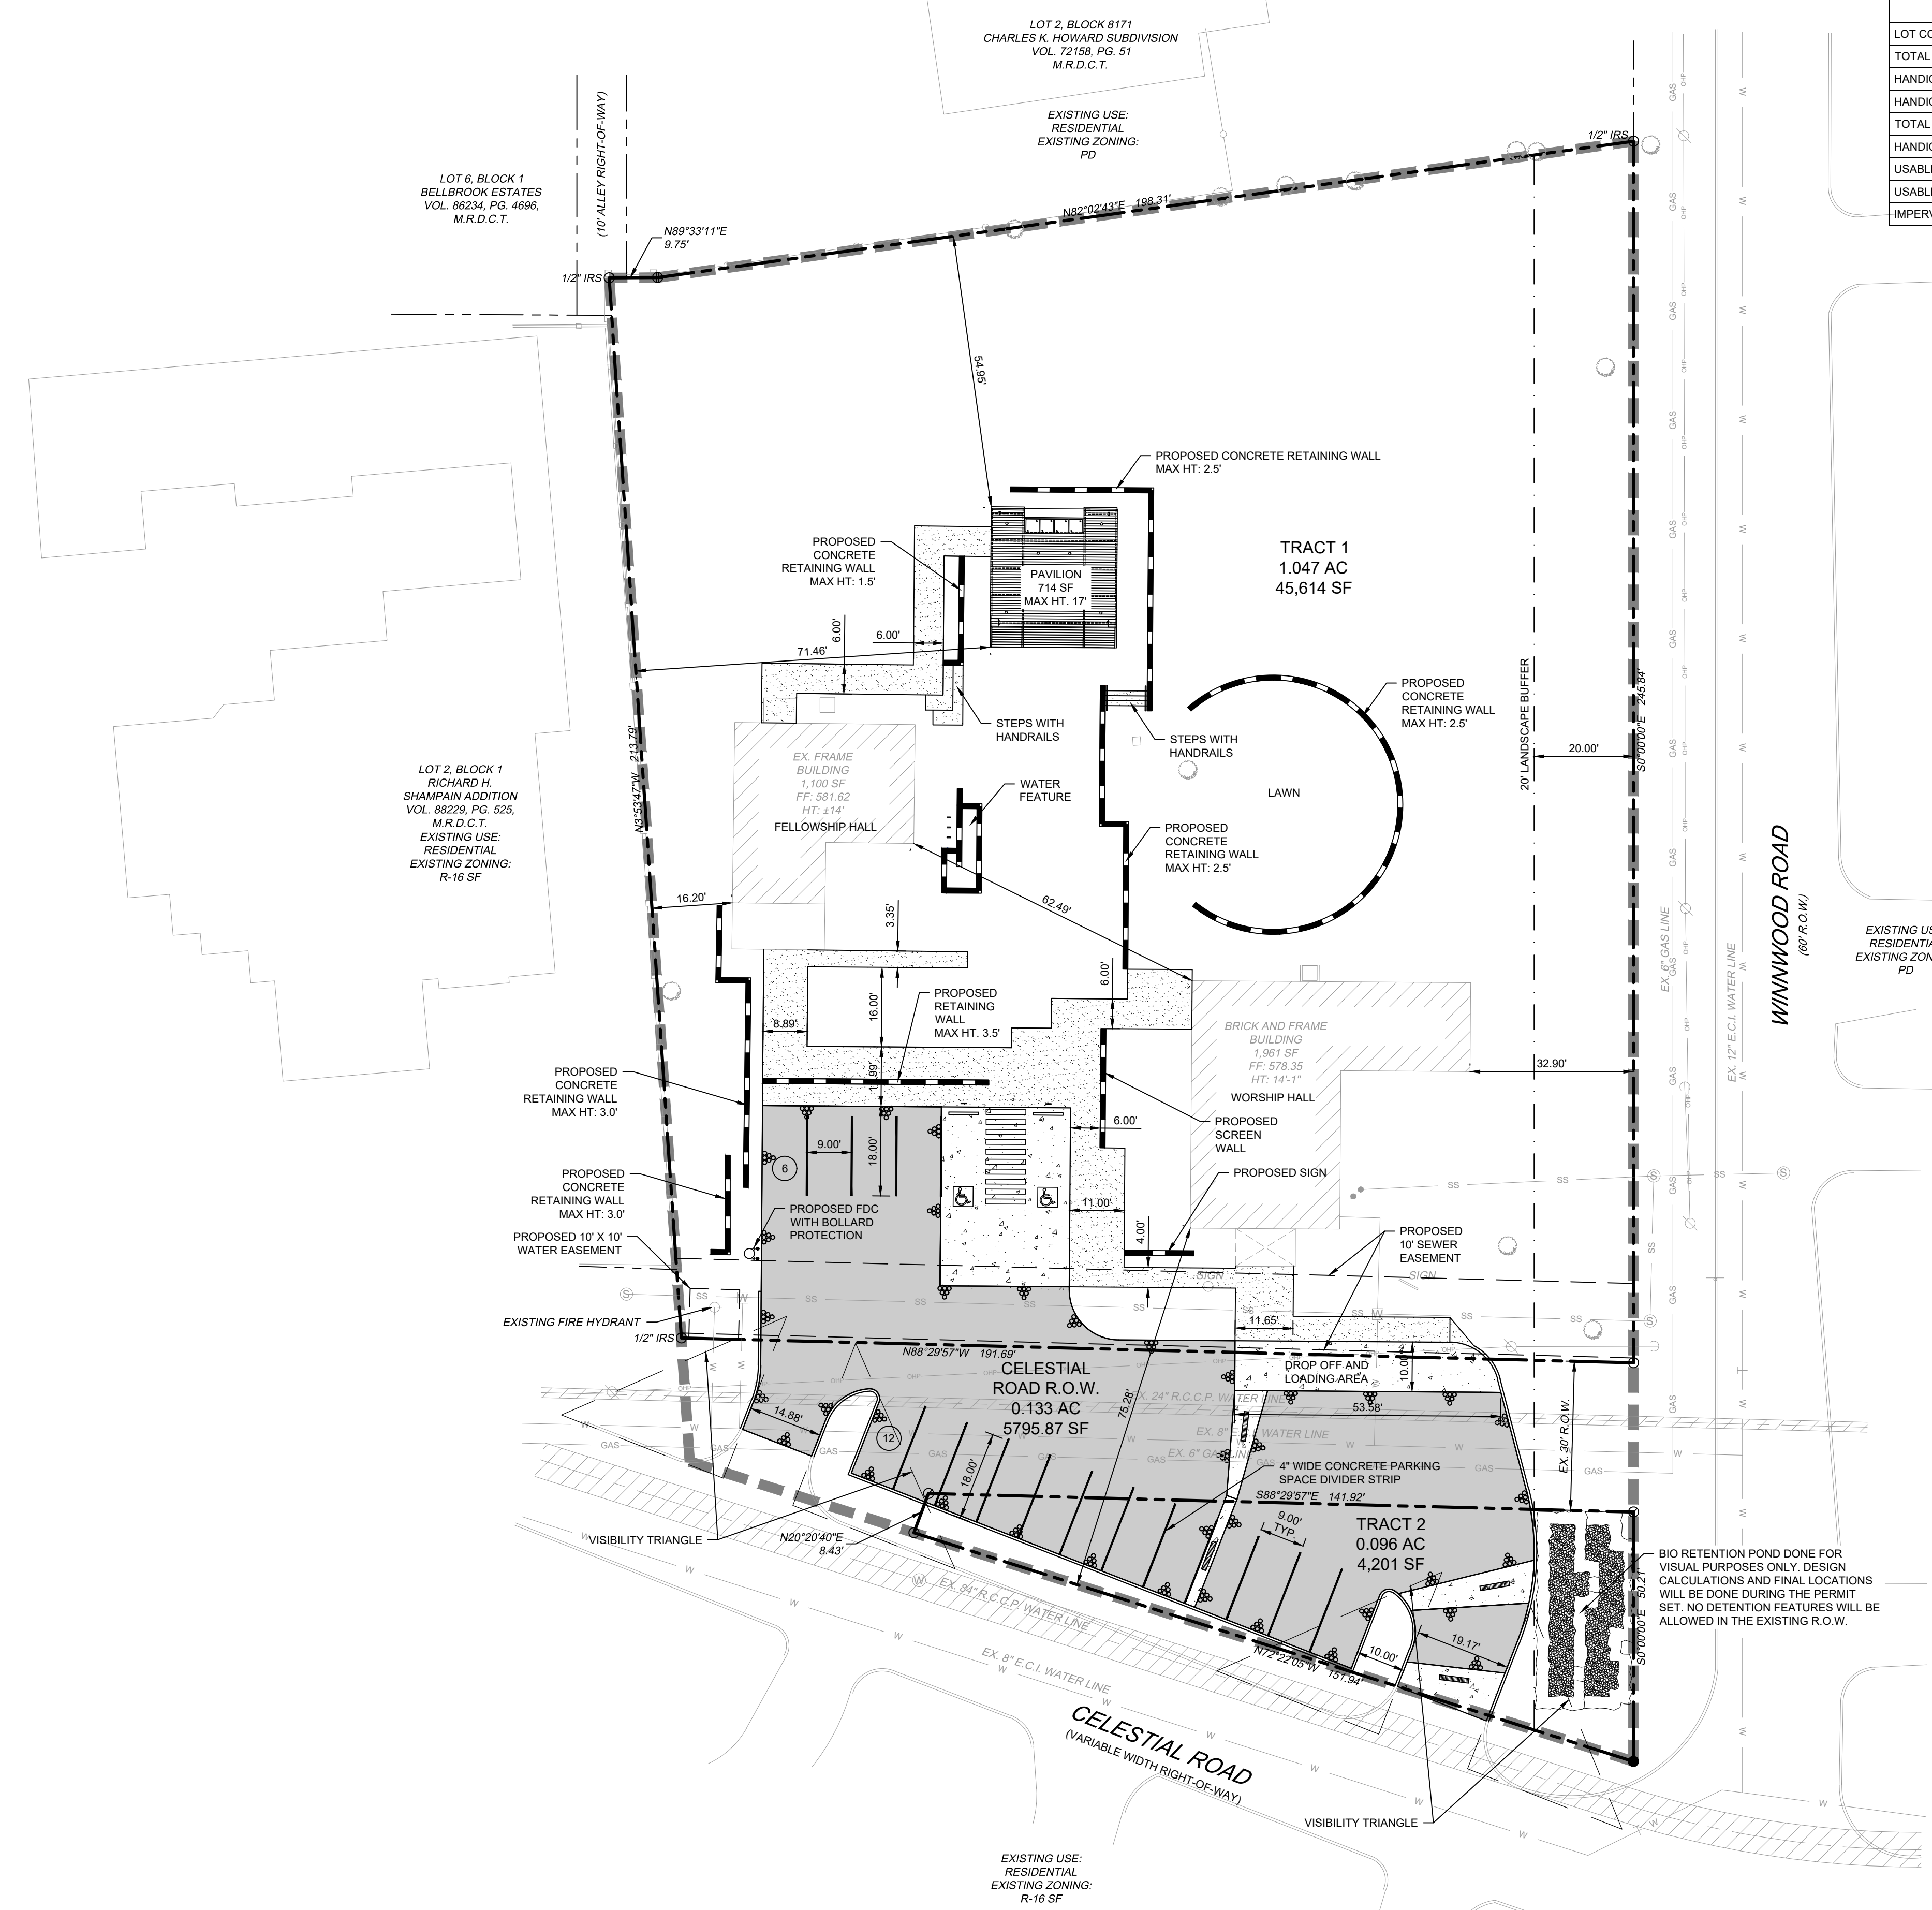 LOT 2, BLOCK 8171
CHARLES K. HOWARD SUBDIVISION
VOL. 72158, PG. 51
M.R.D.C.T.
EXISTING USE:
RESIDENTIAL
EXISTING ZONING:
PD
LOT CO
TOTAL
HANDIC
HANDIC
TOTAL
HANDIC
USABL
USABL
IMPERV
1/2" IRS
LOT 6, BLOCK 1
BELLBROOK ESTATES
VOL. 86234, PG. 4696,
M.R.D.C.T.
(10' ALLEY RIGHT-OF-WAY)
N89°33'11"E
9.75'
1/2" IRS
N82°02'43"E 198.31'
54.95'
PROPOSED CONCRETE RETAINING WALL
MAX HT: 2.5'
PROPOSED
CONCRETE
RETAINING WALL
MAX HT: 1.5'
PAVILION
714 SF
MAX HT. 17'
TRACT 1
1.047 AC
45,614 SF
6.00'
6.00'
71.46'
STEPS WITH
HANDRAILS
STEPS WITH
HANDRAILS
PROPOSED
CONCRETE
RETAINING WALL
MAX HT: 2.5'
20' LANDSCAPE BUFFER
20.00'
S0°00'00"E 245.84'
N3°53'47"W 213.79'
LOT 2, BLOCK 1
RICHARD H.
SHAMPAIN ADDITION
VOL. 88229, PG. 525,
M.R.D.C.T.
EXISTING USE:
RESIDENTIAL
EXISTING ZONING:
R-16 SF
EX. FRAME
BUILDING
1,100 SF
FF: 581.62
HT: ±14'
FELLOWSHIP HALL
WATER
FEATURE
LAWN
PROPOSED
CONCRETE
RETAINING WALL
MAX HT: 2.5'
WINNWOOD ROAD
(60' R.O.W.)
EX. 6" GAS LINE
EX. 12" E.C.I. WATER LINE
EXISTING US
RESIDENTIA
EXISTING ZON
PD
16.20'
62.49'
3.35'
16.00'
8.89'
6.00'
PROPOSED
RETAINING
WALL
MAX HT. 3.5'
BRICK AND FRAME
BUILDING
1,961 SF
FF: 578.35
HT: 14'-1"
WORSHIP HALL
32.90'
PROPOSED
CONCRETE
RETAINING WALL
MAX HT: 3.0'
6.00'
PROPOSED
SCREEN
WALL
9.00'
18.00'
6
PROPOSED SIGN
PROPOSED
CONCRETE
RETAINING WALL
MAX HT: 3.0'
PROPOSED FDC
WITH BOLLARD
PROTECTION
11.00'
4.00'
PROPOSED 10' X 10'
WATER EASEMENT
PROPOSED
10' SEWER
EASEMENT
SIGN
SIGN
EXISTING FIRE HYDRANT
1/2" IRS
11.65'
N88°29'57"W 191.69'
CELESTIAL
ROAD R.O.W.
0.133 AC
5795.87 SF
DROP OFF AND
LOADING AREA
10.00'
EX. 24" R.C.C.P. WATER LINE
53.58'
75.28'
14.88'
12
EX. 8" E.C.I. WATER LINE
EX. 6" GAS LINE
EX. 30' R.O.W.
18.00'
4" WIDE CONCRETE PARKING
SPACE DIVIDER STRIP
S88°29'57"E 141.92'
VISIBILITY TRIANGLE
N20°20'40"E
8.43'
9.00'
TYP.
TRACT 2
0.096 AC
4,201 SF
BIO RETENTION POND DONE FOR
VISUAL PURPOSES ONLY. DESIGN
CALCULATIONS AND FINAL LOCATIONS
WILL BE DONE DURING THE PERMIT
SET. NO DETENTION FEATURES WILL BE
ALLOWED IN THE EXISTING R.O.W.
S0°00'00"E 50.21'
EX. 84" R.C.C.P. WATER LINE
EX. 8" E.C.I. WATER LINE
N72°22'05"W 151.94'
10.00'
19.17'
CELESTIAL ROAD
(VARIABLE WIDTH RIGHT-OF-WAY)
VISIBILITY TRIANGLE
EXISTING USE:
RESIDENTIAL
EXISTING ZONING:
R-16 SF